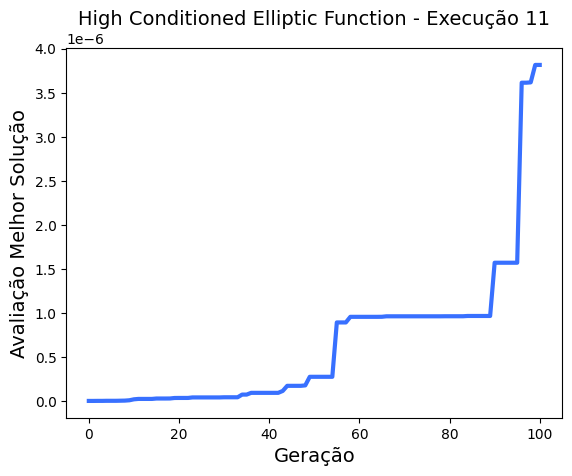 High Conditioned Elliptic Function - Execução 11
1e−6
4.0
3.5
3.0
2.5
2.0
1.5
1.0
0.5
0.0
Avaliação Melhor Solução
0 20 40 60 80 100
Geração